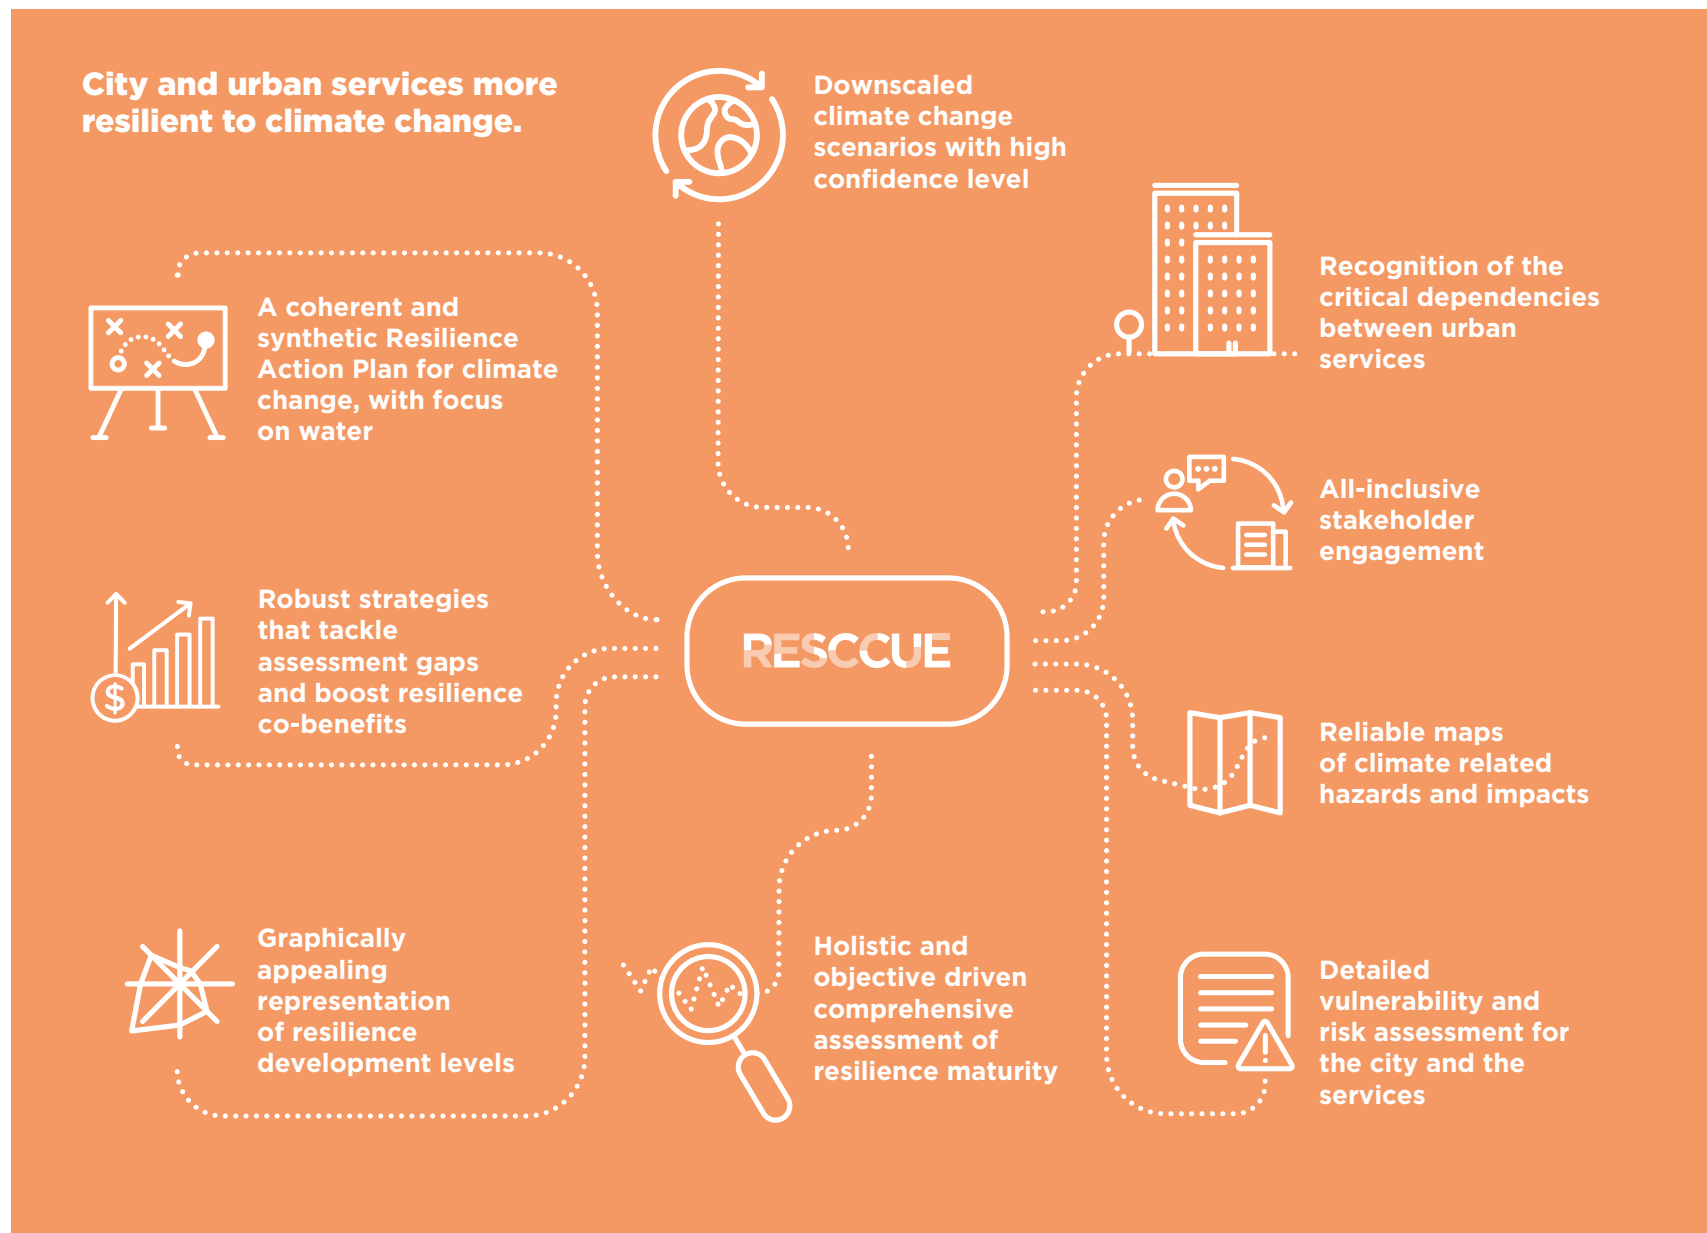 City and urban services more
resilient to climate change.
Downscaled
climate change
scenarios with high
confidence level
Recognition of the
critical dependencies
between urban
services
A coherent and
synthetic Resilience
Action Plan for climate
change, with focus
on water
All-inclusive
stakeholder
engagement
Robust strategies
that tackle
assessment gaps
and boost resilience
co-benefits
$
RESCCUE
Reliable maps
of climate related
hazards and impacts
Graphically
appealing
representation
of resilience
development levels
Holistic and
objective driven
comprehensive
assessment of
resilience maturity
Detailed
vulnerability and
risk assessment for
the city and the
services